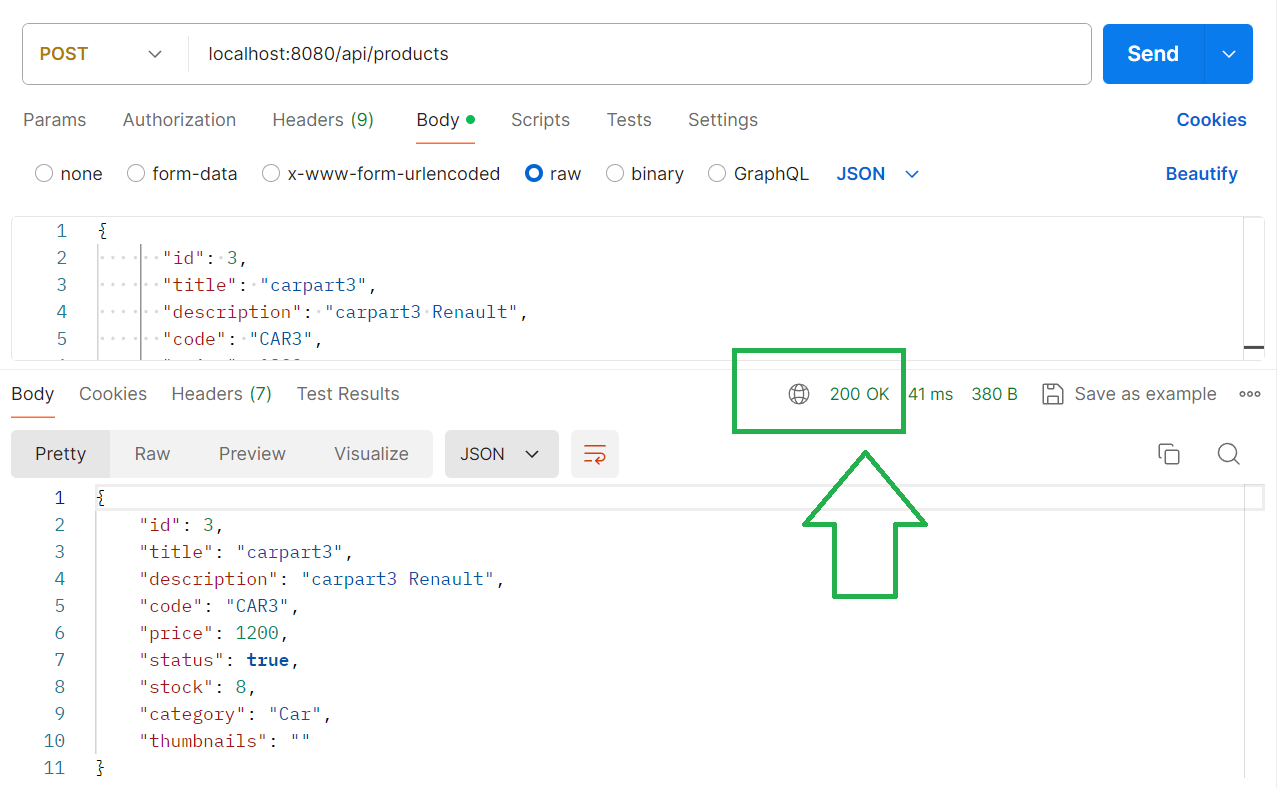 POST localhost:8080/api/products Send
Params Authorization Headers (9) Body Scripts Tests Settings Cookies
none form-data x-www-form-urlencoded raw binary GraphQL JSON Beautify
1 {
2 "id": 3,
3 "title": "carpart3",
4 "description": "carpart3 Renault",
5 "code": "CAR3",
Body Cookies Headers (7) Test Results 200 OK 41 ms 380 B Save as example
Pretty Raw Preview Visualize JSON
1 {
2 "id": 3,
3 "title": "carpart3",
4 "description": "carpart3 Renault",
5 "code": "CAR3",
6 "price": 1200,
7 "status": true,
8 "stock": 8,
9 "category": "Car",
10 "thumbnails": ""
11 }